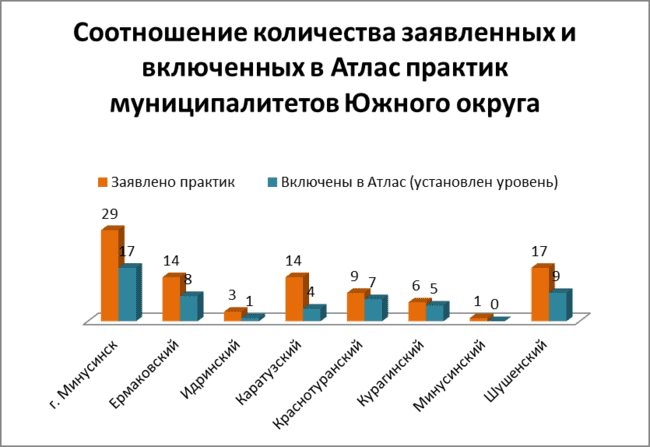 Соотношение количества заявленных и
включенных в Атлас практик
муниципалитетов Южного округа
Заявлено практик
Включены в Атлас (установлен уровень)
29
17
14
8
3
1
14
4
9
7
6
5
1
0
17
9
г. Минусинск
Ермаковский
Идринский
Каратузский
Краснотуранский
Курагинский
Минусинский
Шушенский